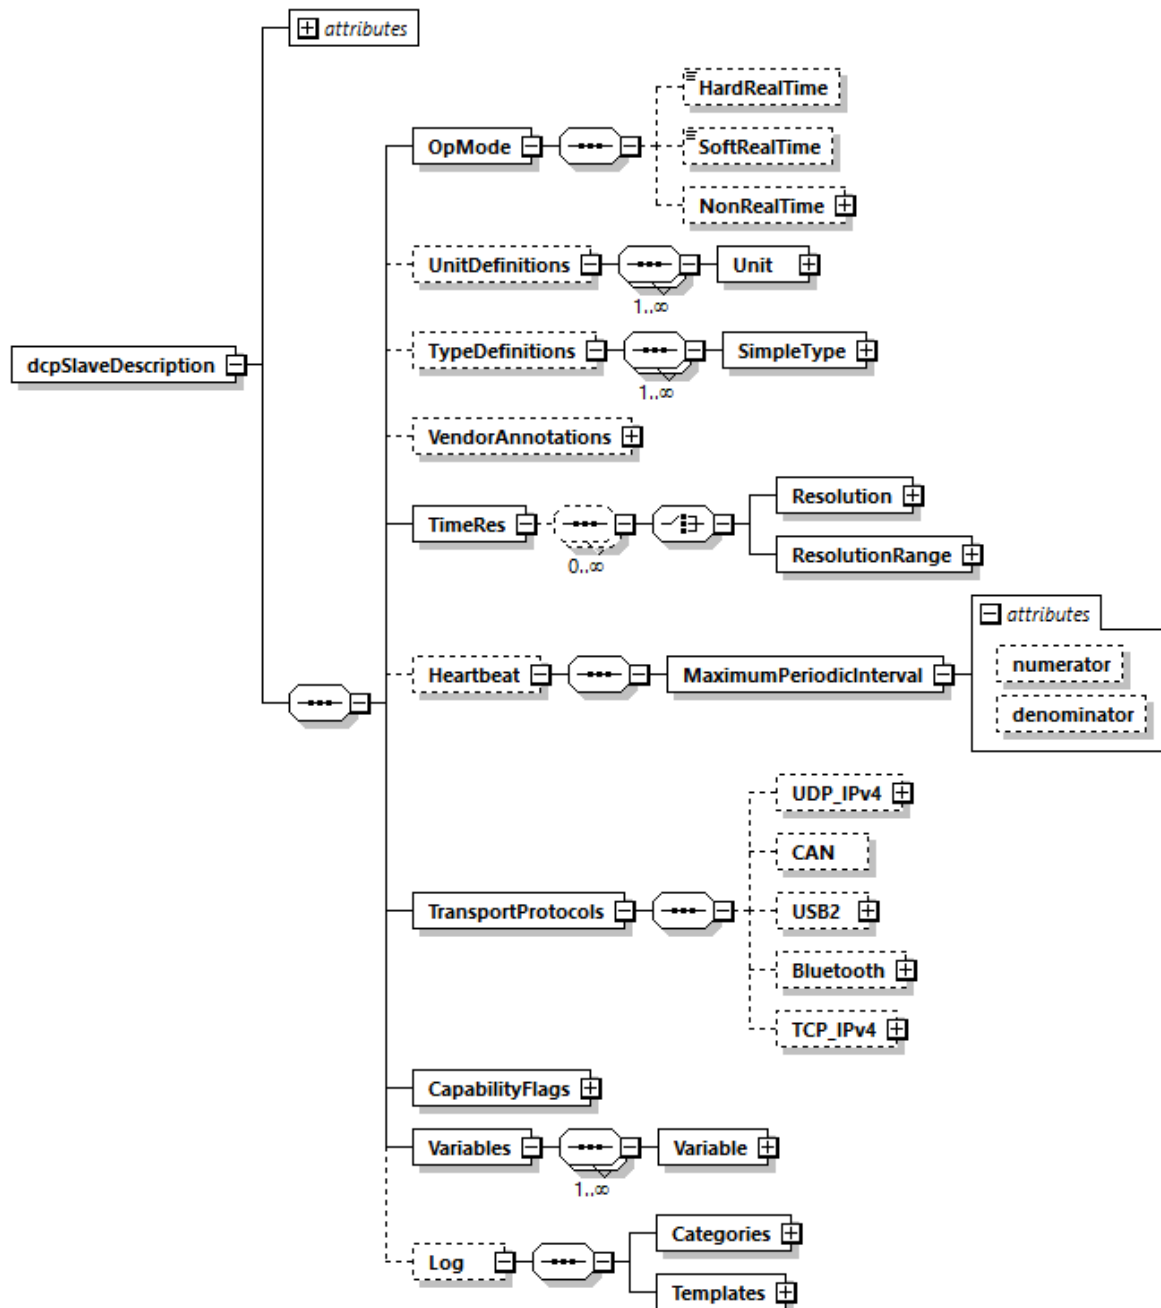 attributes
HardRealTime
OpMode
SoftRealTime
NonRealTime
UnitDefinitions
Unit
1..∞
dcpSlaveDescription
TypeDefinitions
SimpleType
1..∞
VendorAnnotations
Resolution
TimeRes
ResolutionRange
0..∞
attributes
Heartbeat
MaximumPeriodicInterval
numerator
denominator
UDP_IPv4
CAN
TransportProtocols
USB2
Bluetooth
TCP_IPv4
CapabilityFlags
Variables
Variable
1..∞
Categories
Log
Templates